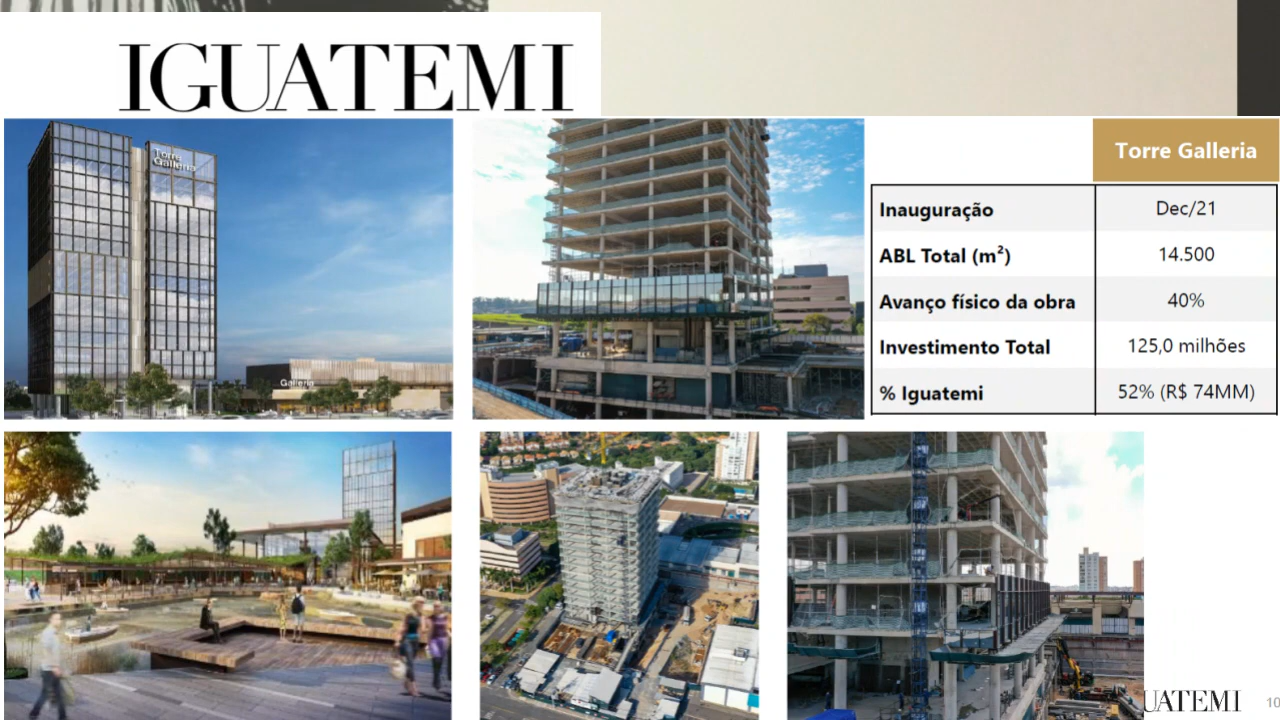 IGUATEMI
Torre
Galleria
Galleria
Torre Galleria
Inauguração Dec/21
ABL Total (m²) 14.500
Avanço físico da obra 40%
Investimento Total 125,0 milhões
% Iguatemi 52% (R$ 74MM)
UATEMI
10